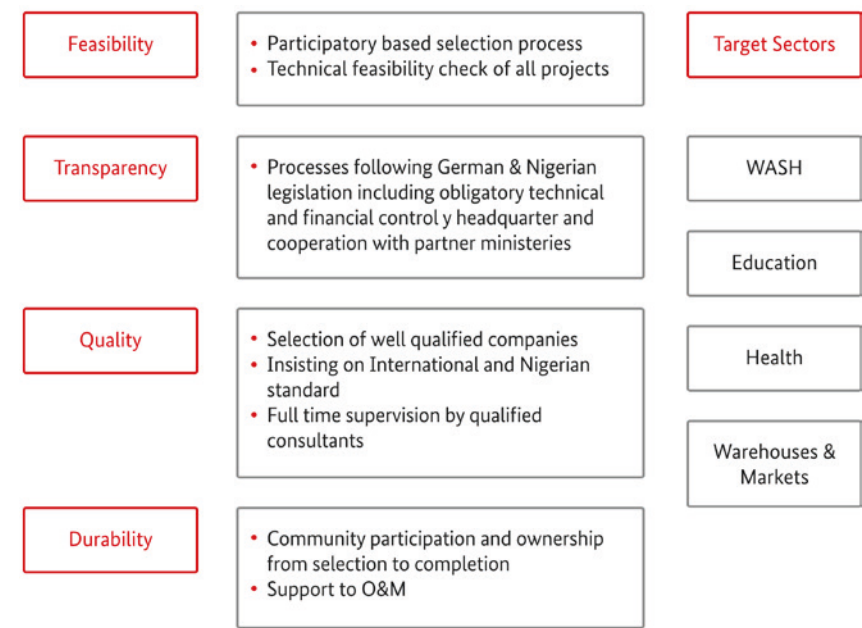 Feasibility
• Participatory based selection process
• Technical feasibility check of all projects
Transparency
• Processes following German & Nigerian
legislation including obligatory technical
and financial control y headquarter and
cooperation with partner ministeries
Quality
• Selection of well qualified companies
• Insisting on International and Nigerian
standard
• Full time supervision by qualified
consultants
Durability
• Community participation and ownership
from selection to completion
• Support to O&M
Target Sectors
WASH
Education
Health
Warehouses &
Markets